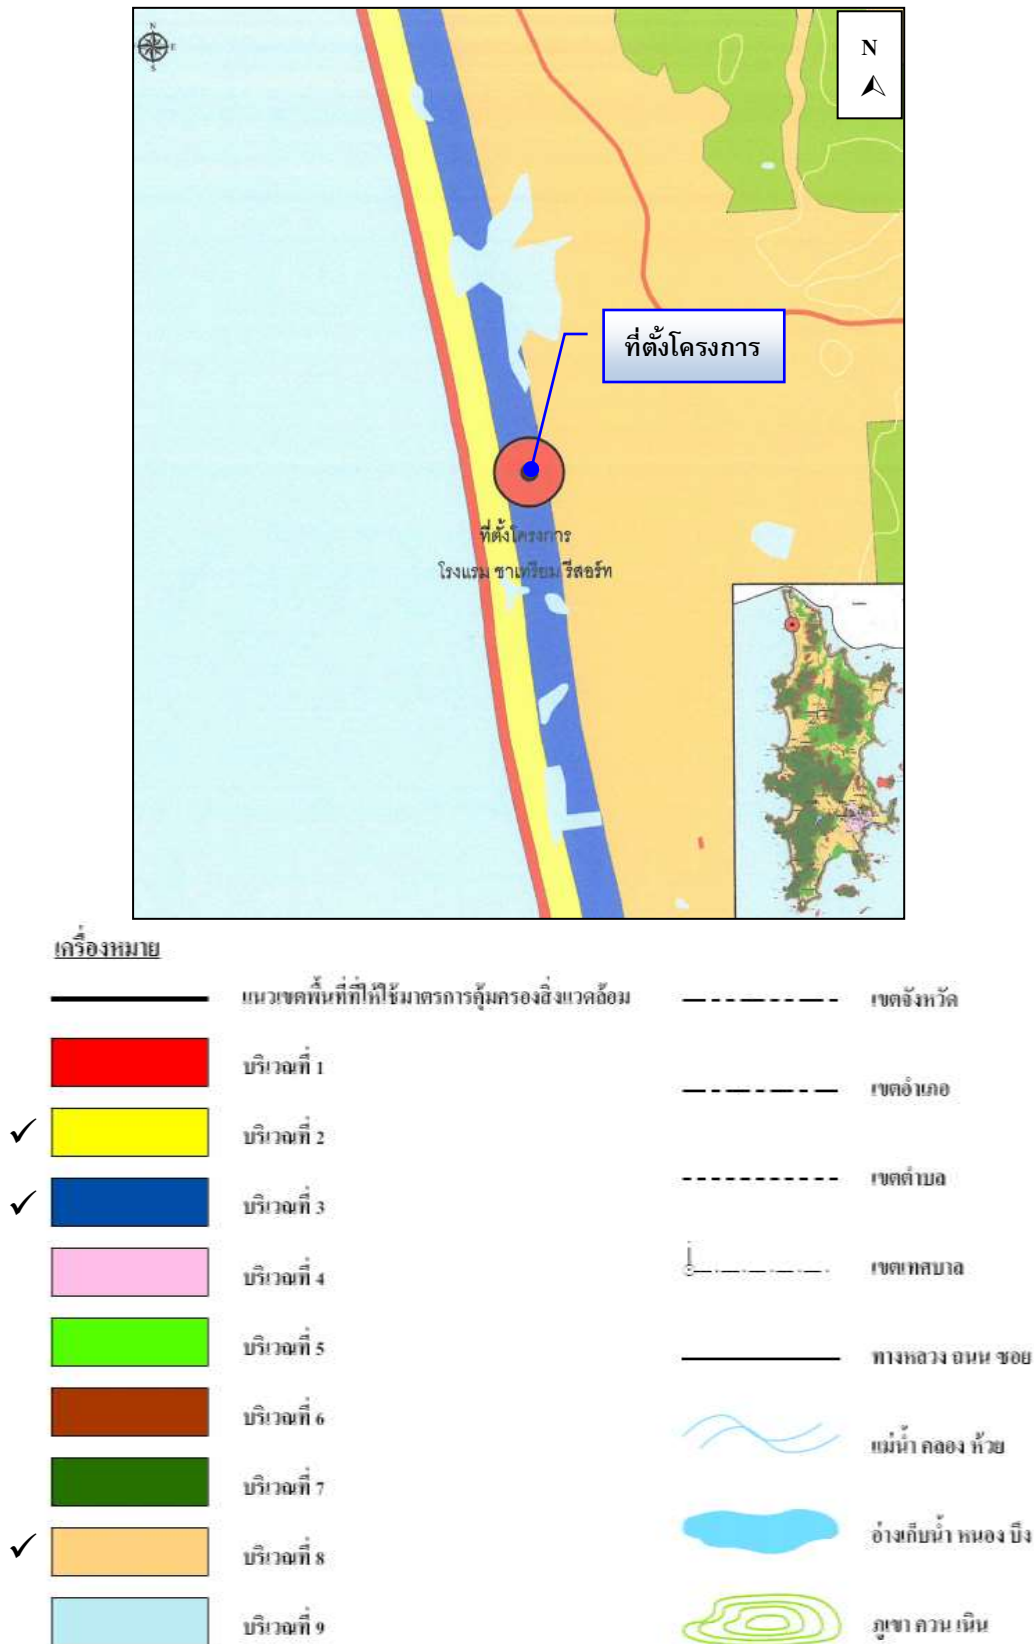 N
E
S
N
ที่ตั้งโครงการ
ที่ตั้งโครงการ
โรงแรม ชาเทรียม รีสอร์ท
เครื่องหมาย
แนวเขตพื้นที่ที่ให้ใช้มาตรการคุ้มครองสิ่งแวดล้อม
บริเวณที่ 1
บริเวณที่ 2
บริเวณที่ 3
บริเวณที่ 4
บริเวณที่ 5
บริเวณที่ 6
บริเวณที่ 7
บริเวณที่ 8
บริเวณที่ 9
เขตจังหวัด
เขตอำเภอ
เขตตำบล
เขตเทศบาล
ทางหลวง ถนน ซอย
แม่น้ำ คลอง ห้วย
อ่างเก็บน้ำ หนอง บึง
ภูเขา ควน เนิน